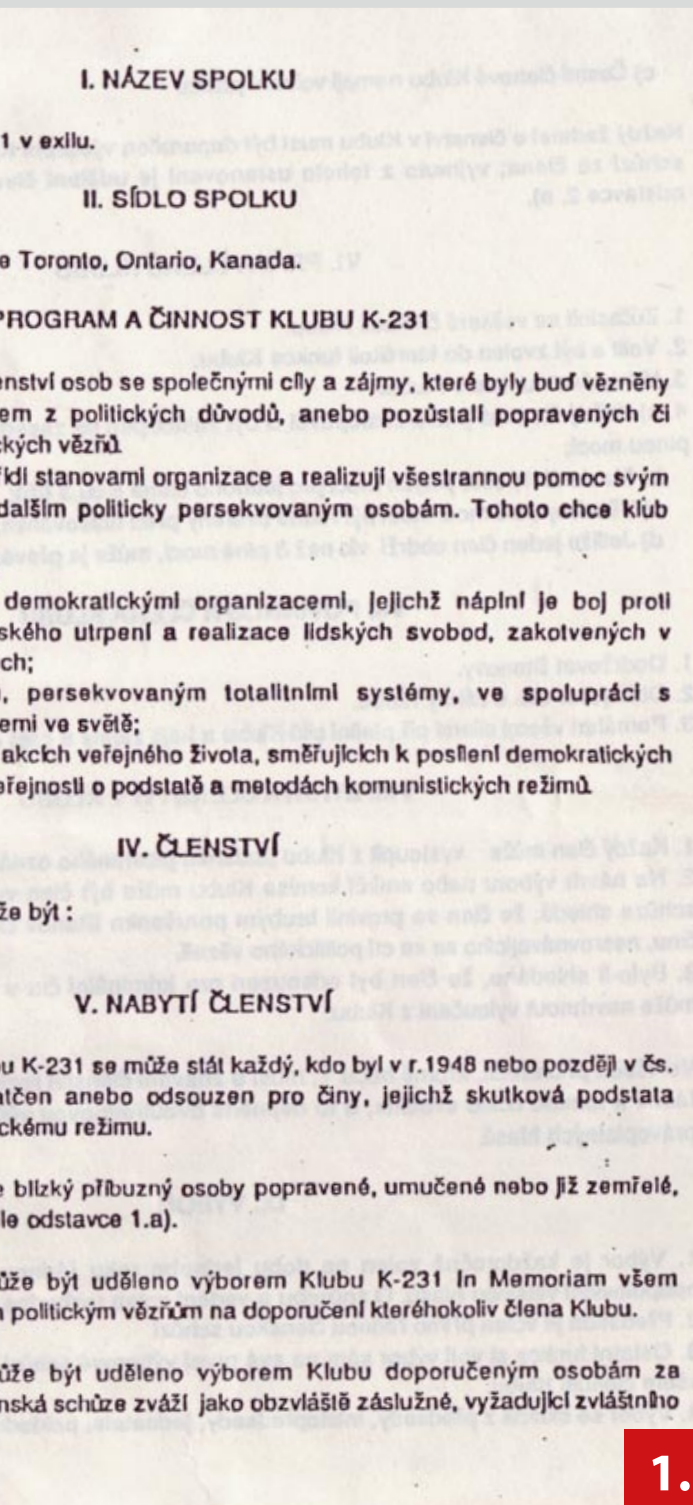 I. NÁZEV SPOLKU
1 v exilu.
II. SÍDLO SPOLKU
e Toronto, Ontario, Kanada.
PROGRAM A ČINNOST KLUBU K-231
enství osob se společnými cíly a zájmy, které byly buď vězněny
em z politických důvodů, anebo pozůstalí popravených či
ckých vězňů.
řídí stanovami organizace a realizují všestrannou pomoc svým
dalším politicky persekvovaným osobám. Tohoto chce klub
demokratickými organizacemi, jejichž náplní je boj proti
ského utrpení a realizace lidských svobod, zakotvených v
ch;
, persekvovaným totalitními systémy, ve spolupráci s
emi ve světě;
akcích veřejného života, směřujících k posílení demokratických
eřejnosti o podstatě a metodách komunistických režimů.
IV. ČLENSTVÍ
že být :
V. NABYTÍ ČLENSTVÍ
bu K-231 se může stát každý, kdo byl v r.1948 nebo později v čs.
atčen anebo odsouzen pro činy, jejichž skutková podstata
ckému režimu.
e blízký příbuzný osoby popravené, umučené nebo již zemřelé,
le odstavce 1.a).
ůže být uděleno výborem Klubu K-231 In Memoriam všem
n politickým vězňům na doporučení kteréhokoliv člena Klubu.
ůže být uděleno výborem Klubu doporučeným osobám za
enská schůze zváží jako obzvláště záslužné, vyžadující zvláštního
1.